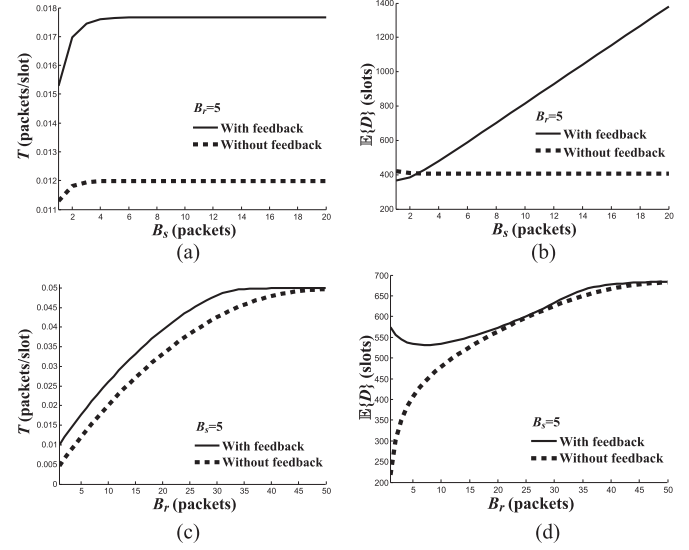 0.018
0.017
0.016
0.015
0.014
0.013
0.012
0.011
T (packets/slot)
B_r=5
With feedback
Without feedback
2 4 6 8 10 12 14 16 18 20
B_s (packets)
(a)
1400
1200
1000
800
600
400
200
𝔼{D} (slots)
B_r=5
With feedback
Without feedback
2 4 6 8 10 12 14 16 18 20
B_s (packets)
(b)
0.05
0.045
0.04
0.035
0.03
0.025
0.02
0.015
0.01
0.005
0
T (packets/slot)
B_s=5
With feedback
Without feedback
5 10 15 20 25 30 35 40 45 50
B_r (packets)
(c)
700
650
600
550
500
450
400
350
300
250
200
𝔼{D} (slots)
B_s=5
With feedback
Without feedback
5 10 15 20 25 30 35 40 45 50
B_r (packets)
(d)